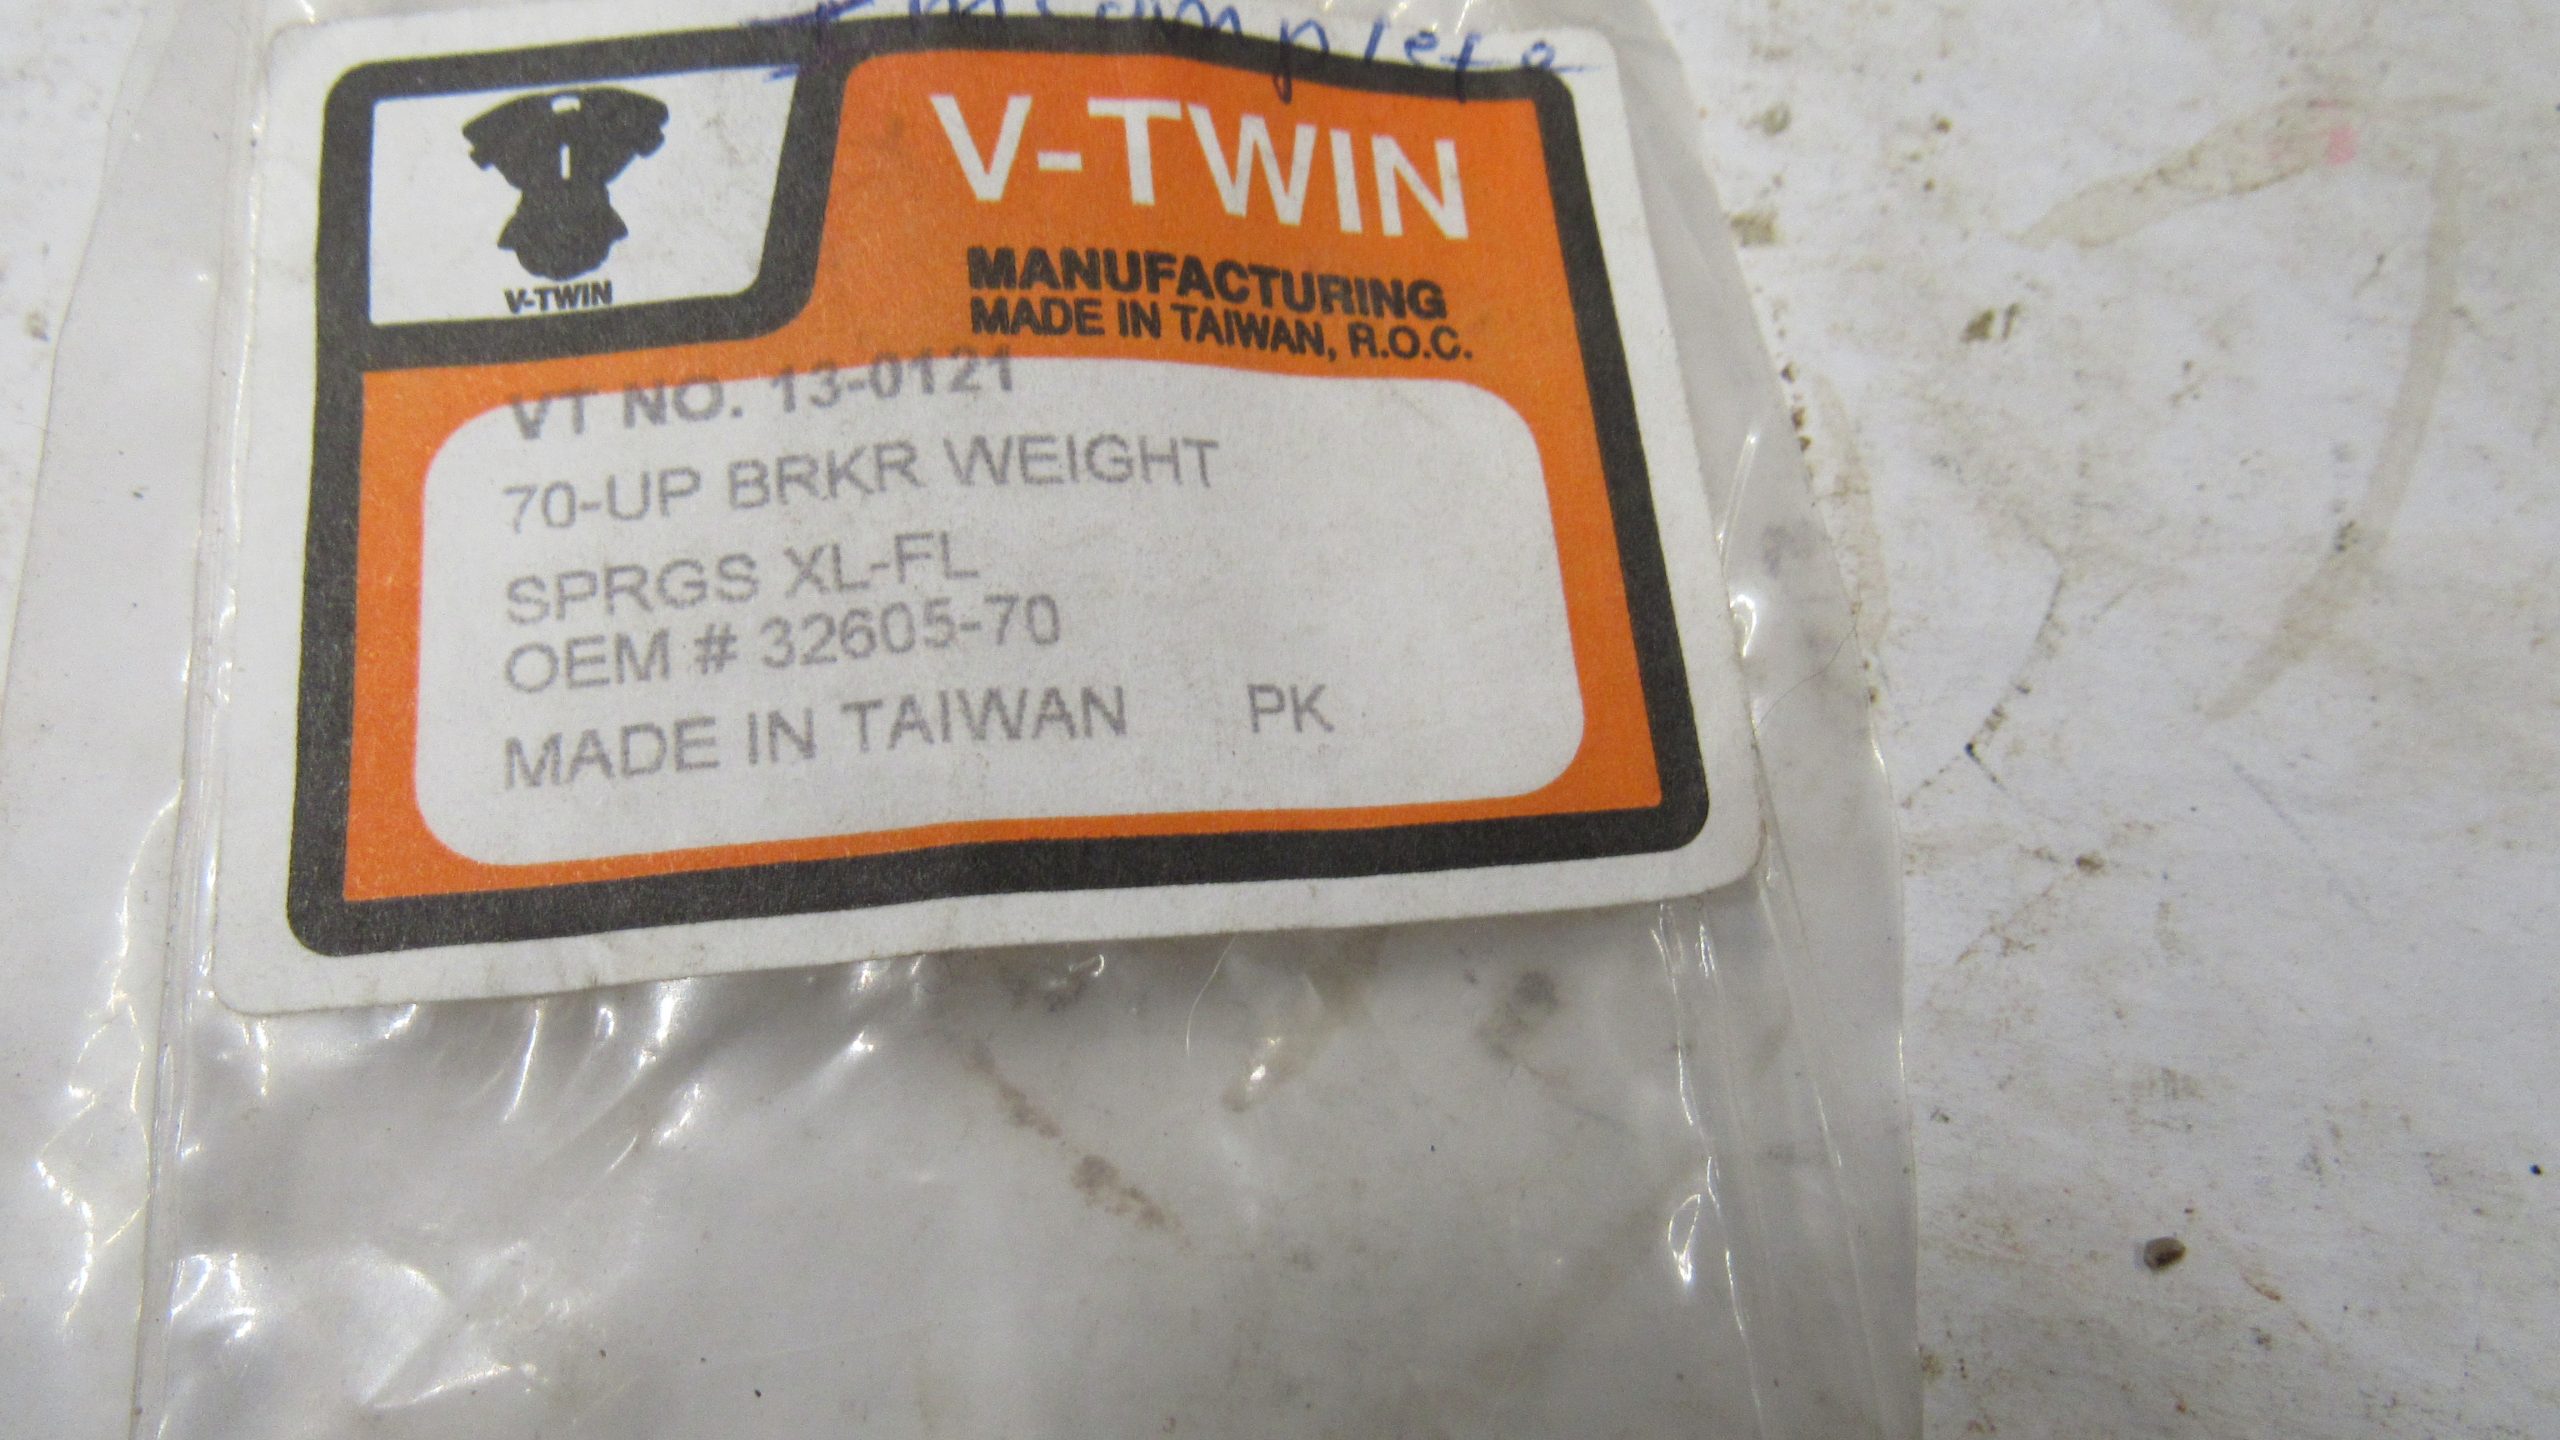 Incomplete
V-TWIN
V-TWIN
MANUFACTURING
MADE IN TAIWAN, R.O.C.
VT NO. 13-0121
70-UP BRKR WEIGHT
SPRGS XL-FL
OEM # 32605-70
MADE IN TAIWAN PK